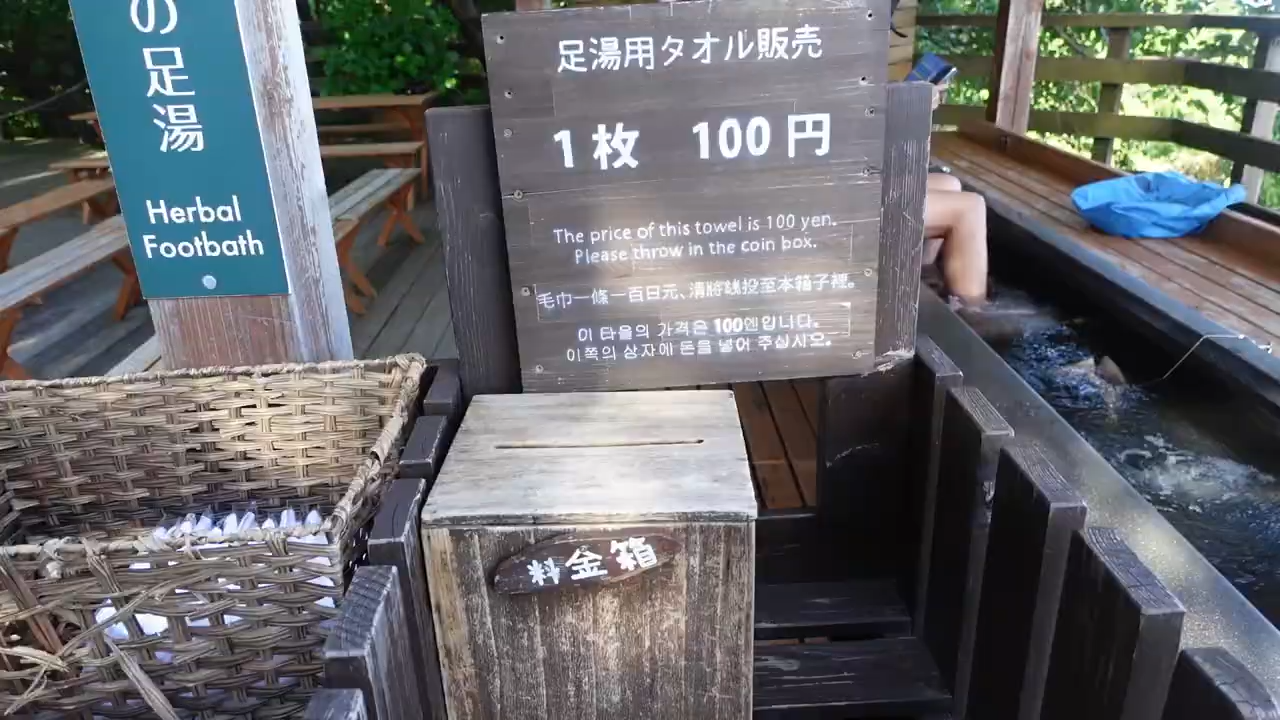 の足湯
Herbal
Footbath
足湯用タオル販売
1枚 100円
The price of this towel is 100 yen.
Please throw in the coin box.
毛巾一條一百日元、清將銭投至本箱子裡。
이 타올의 가격은 100엔입니다.
이쪽의 상자에 돈을 넣어 주십시오.
料金箱